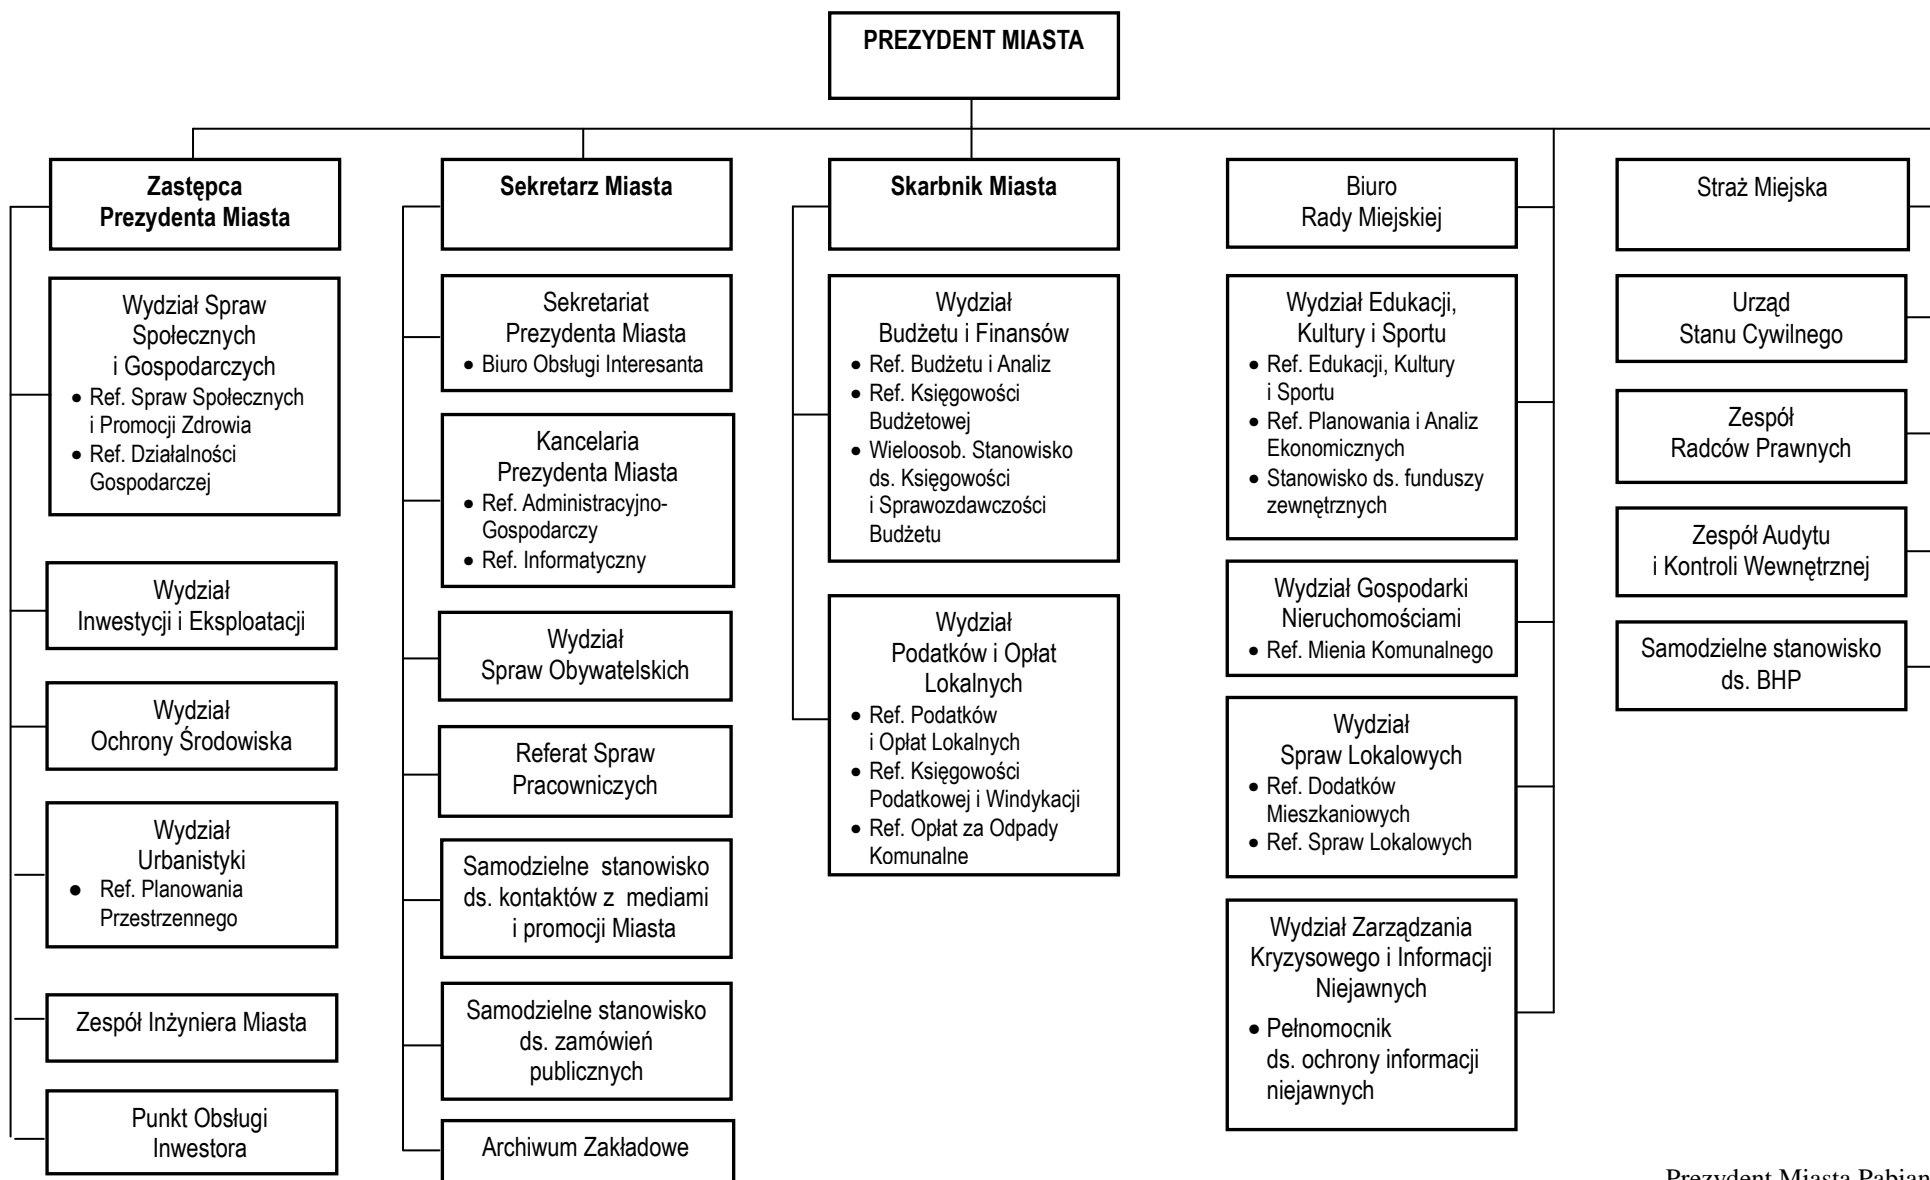 PREZYDENT MIASTA
Zastępca
Prezydenta Miasta
Wydział Spraw
Społecznych
i Gospodarczych
• Ref. Spraw Społecznych
i Promocji Zdrowia
• Ref. Działalności
Gospodarczej
Wydział
Inwestycji i Eksploatacji
Wydział
Ochrony Środowiska
Wydział
Urbanistyki
• Ref. Planowania
Przestrzennego
Zespół Inżyniera Miasta
Punkt Obsługi
Inwestora
Sekretarz Miasta
Sekretariat
Prezydenta Miasta
• Biuro Obsługi Interesanta
Kancelaria
Prezydenta Miasta
• Ref. Administracyjno-
Gospodarczy
• Ref. Informatyczny
Wydział
Spraw Obywatelskich
Referat Spraw
Pracowniczych
Samodzielne stanowisko
ds. kontaktów z mediami
i promocji Miasta
Samodzielne stanowisko
ds. zamówień
publicznych
Archiwum Zakładowe
Skarbnik Miasta
Wydział
Budżetu i Finansów
• Ref. Budżetu i Analiz
• Ref. Księgowości
Budżetowej
• Wieloosob. Stanowisko
ds. Księgowości
i Sprawozdawczości
Budżetu
Wydział
Podatków i Opłat
Lokalnych
• Ref. Podatków
i Opłat Lokalnych
• Ref. Księgowości
Podatkowej i Windykacji
• Ref. Opłat za Odpady
Komunalne
Biuro
Rady Miejskiej
Wydział Edukacji,
Kultury i Sportu
• Ref. Edukacji, Kultury
i Sportu
• Ref. Planowania i Analiz
Ekonomicznych
• Stanowisko ds. funduszy
zewnętrznych
Wydział Gospodarki
Nieruchomościami
• Ref. Mienia Komunalnego
Wydział
Spraw Lokalowych
• Ref. Dodatków
Mieszkaniowych
• Ref. Spraw Lokalowych
Wydział Zarządzania
Kryzysowego i Informacji
Niejawnych
• Pełnomocnik
ds. ochrony informacji
niejawnych
Straż Miejska
Urząd
Stanu Cywilnego
Zespół
Radców Prawnych
Zespół Audytu
i Kontroli Wewnętrznej
Samodzielne stanowisko
ds. BHP
Prezydent Miasta Pabian